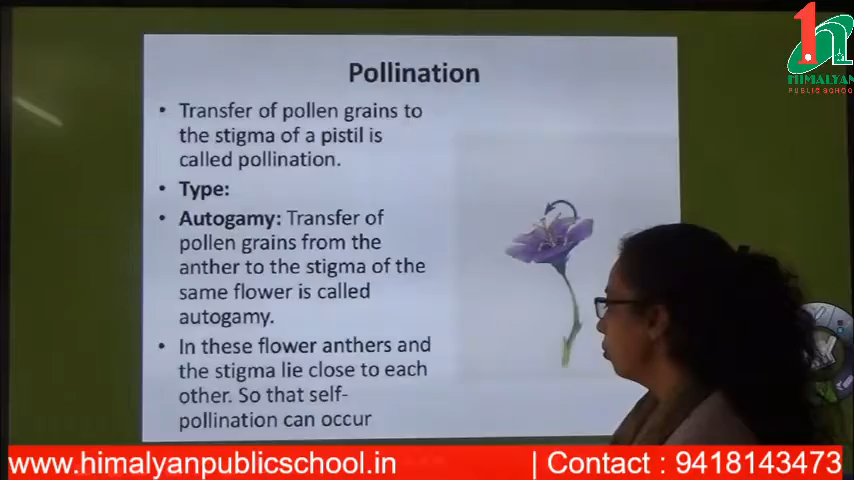 Pollination
• Transfer of pollen grains to
the stigma of a pistil is
called pollination.
• Type:
• Autogamy: Transfer of
pollen grains from the
anther to the stigma of the
same flower is called
autogamy.
• In these flower anthers and
the stigma lie close to each
other. So that self-
pollination can occur
1h
HIMALYAN
PUBLIC SCHOO
www.himalyanpublicschool.in | Contact : 9418143473